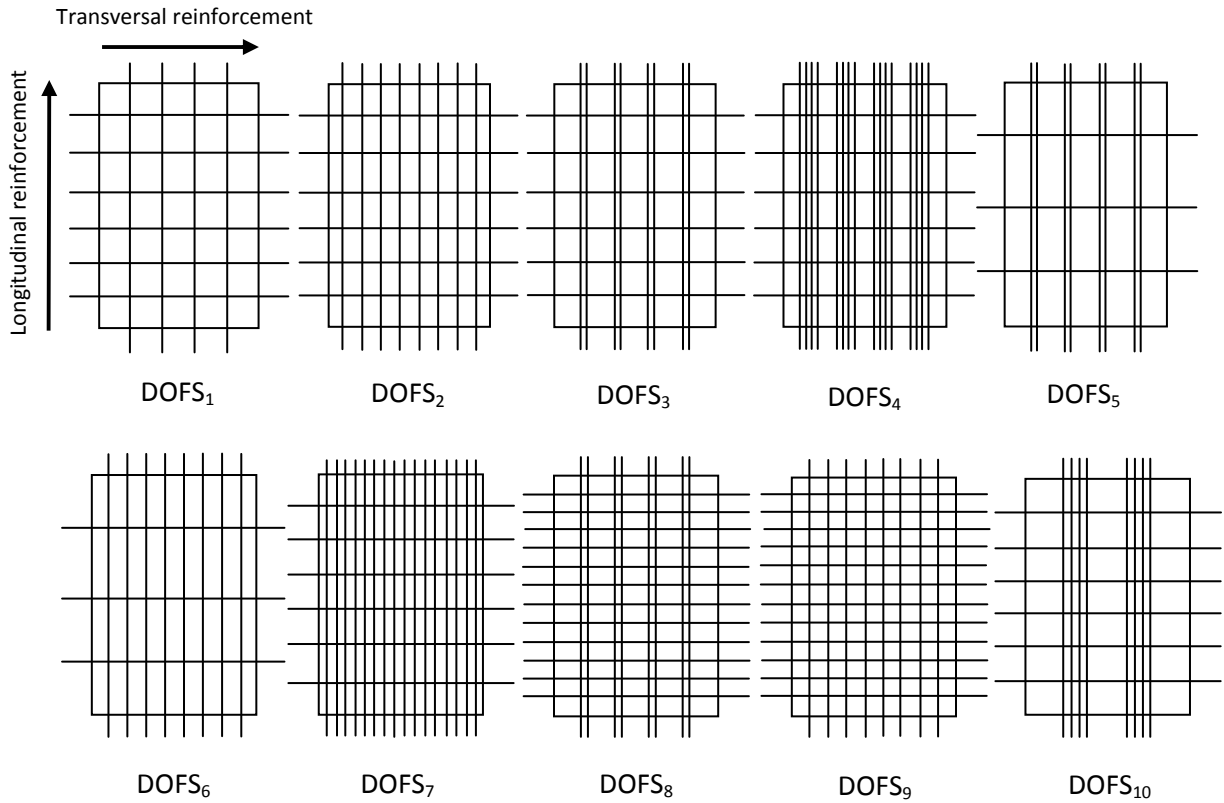 Transversal reinforcement
Longitudinal reinforcement
DOFS₁
DOFS₂
DOFS₃
DOFS₄
DOFS₅
DOFS₆
DOFS₇
DOFS₈
DOFS₉
DOFS₁₀